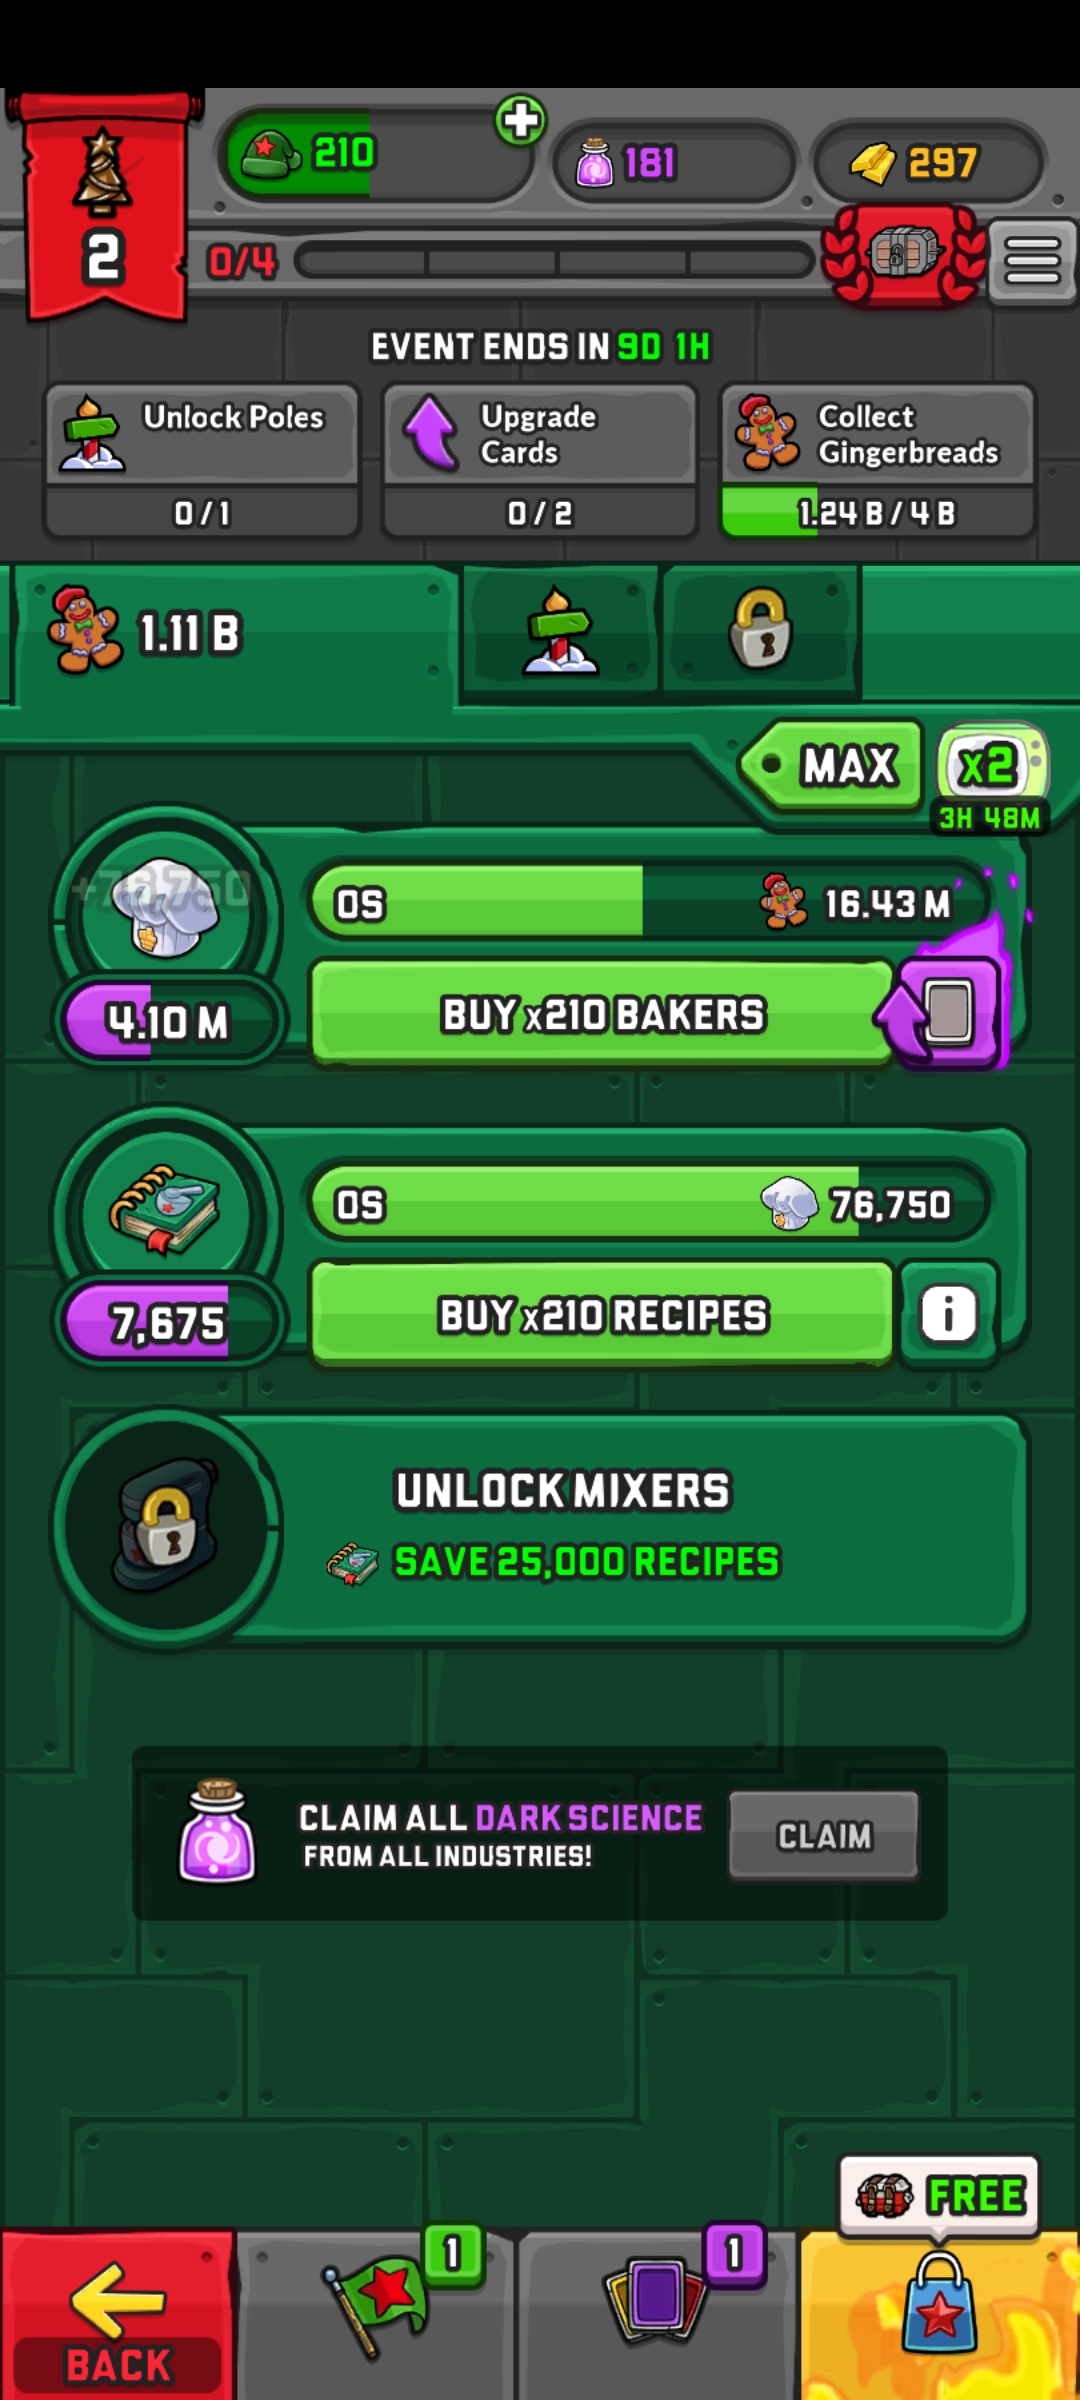 210
181
297
2
0/4
EVENT ENDS IN 9D 1H
Unlock Poles
0/1
Upgrade
Cards
0/2
Collect
Gingerbreads
1.24 B / 4 B
1.11 B
MAX
x2
3H 48M
+76,750
0S
16.43 M
4.10 M
BUY x210 BAKERS
0S
76,750
7,675
BUY x210 RECIPES
i
UNLOCK MIXERS
SAVE 25,000 RECIPES
CLAIM ALL DARK SCIENCE
FROM ALL INDUSTRIES!
CLAIM
FREE
1
1
BACK